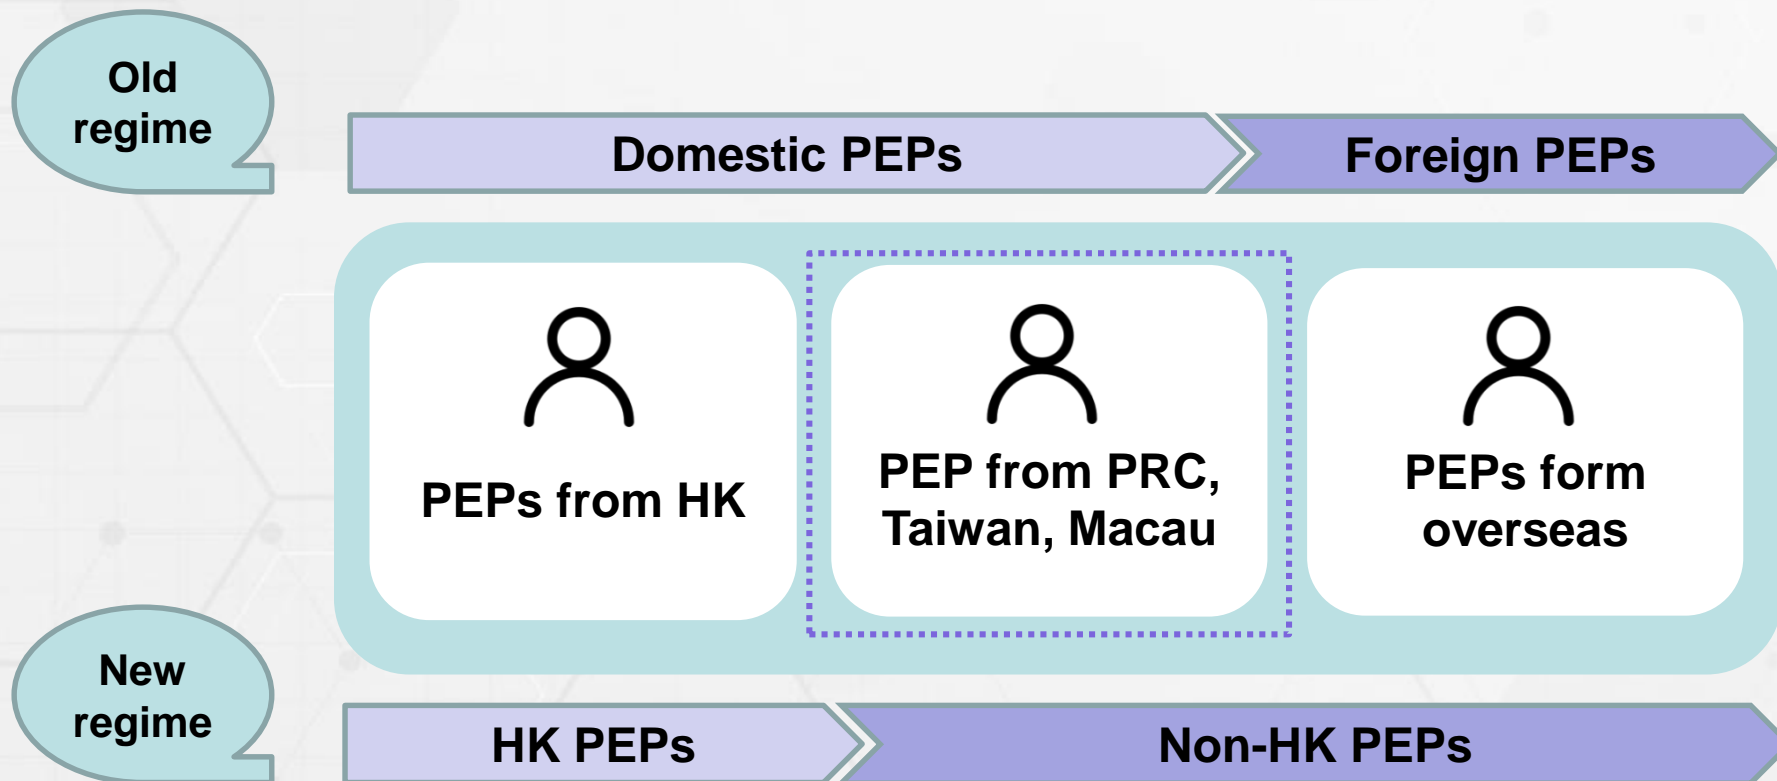 Old
regime
Domestic PEPs
Foreign PEPs
PEPs from HK
PEP from PRC,
Taiwan, Macau
PEPs form
overseas
New
regime
HK PEPs
Non-HK PEPs